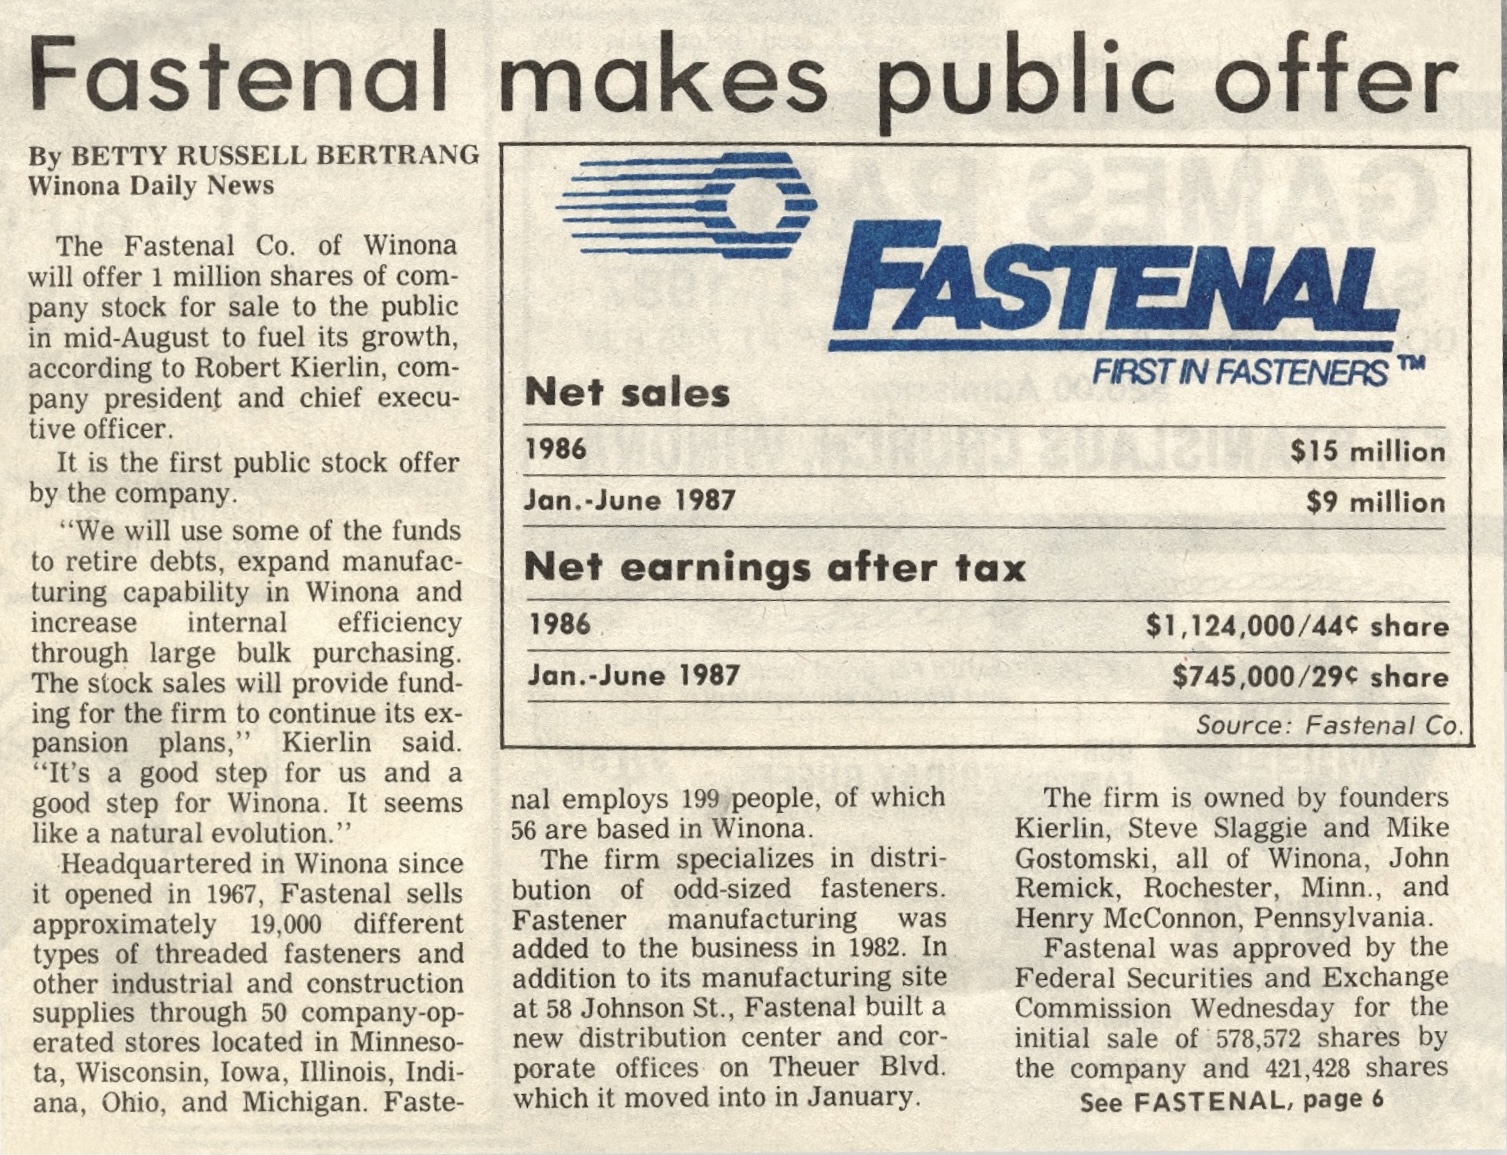 Fastenal makes public offer
By BETTY RUSSELL BERTRANG
Winona Daily News
The Fastenal Co. of Winona
will offer 1 million shares of com-
pany stock for sale to the public
in mid-August to fuel its growth,
according to Robert Kierlin, com-
pany president and chief execu-
tive officer.
It is the first public stock offer
by the company.
“We will use some of the funds
to retire debts, expand manufac-
turing capability in Winona and
increase internal efficiency
through large bulk purchasing.
The stock sales will provide fund-
ing for the firm to continue its ex-
pansion plans,” Kierlin said.
“It's a good step for us and a
good step for Winona. It seems
like a natural evolution.”
Headquartered in Winona since
it opened in 1967, Fastenal sells
approximately 19,000 different
types of threaded fasteners and
other industrial and construction
supplies through 50 company-op-
erated stores located in Minneso-
ta, Wisconsin, Iowa, Illinois, Indi-
ana, Ohio, and Michigan. Faste-
FASTENAL
FIRST IN FASTENERS ™
Net sales
1986 $15 million
Jan.-June 1987 $9 million
Net earnings after tax
1986 $1,124,000/44¢ share
Jan.-June 1987 $745,000/29¢ share
Source: Fastenal Co.
nal employs 199 people, of which
56 are based in Winona.
The firm specializes in distri-
bution of odd-sized fasteners.
Fastener manufacturing was
added to the business in 1982. In
addition to its manufacturing site
at 58 Johnson St., Fastenal built a
new distribution center and cor-
porate offices on Theuer Blvd.
which it moved into in January.
The firm is owned by founders
Kierlin, Steve Slaggie and Mike
Gostomski, all of Winona, John
Remick, Rochester, Minn., and
Henry McConnon, Pennsylvania.
Fastenal was approved by the
Federal Securities and Exchange
Commission Wednesday for the
initial sale of 578,572 shares by
the company and 421,428 shares
See FASTENAL, page 6